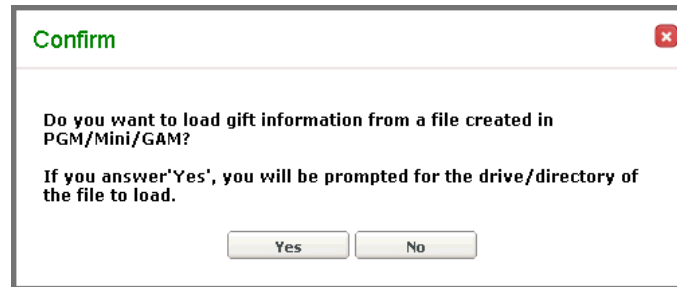 Confirm
Do you want to load gift information from a file created in
PGM/Mini/GAM?
If you answer'Yes', you will be prompted for the drive/directory of
the file to load.
Yes No